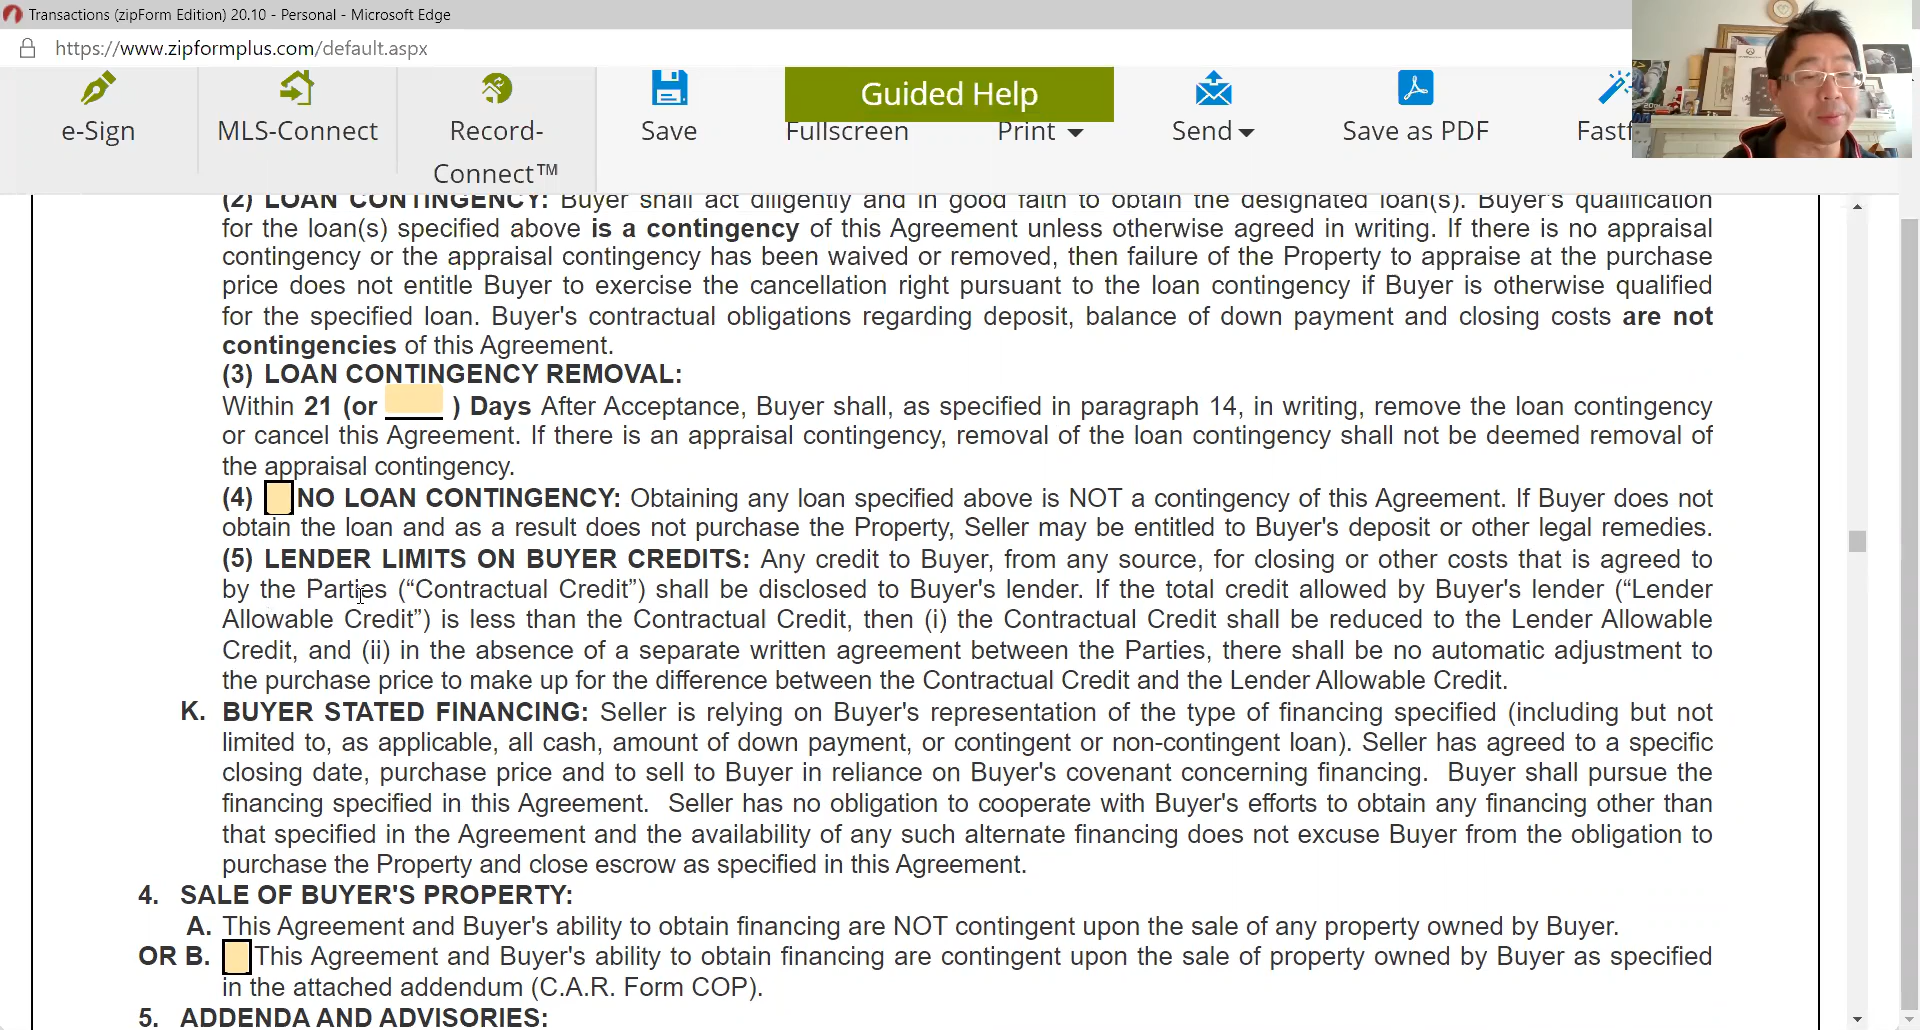 Transactions (zipForm Edition) 20.10 - Personal - Microsoft Edge
https://www.zipformplus.com/default.aspx
e-Sign
MLS-Connect
Record-
Connect™
Save
Guided Help
Fullscreen
Print
Send
Save as PDF
Fastf
(2) LOAN CONTINGENCY: Buyer shall act diligently and in good faith to obtain the designated loan(s). Buyer's qualification
for the loan(s) specified above is a contingency of this Agreement unless otherwise agreed in writing. If there is no appraisal
contingency or the appraisal contingency has been waived or removed, then failure of the Property to appraise at the purchase
price does not entitle Buyer to exercise the cancellation right pursuant to the loan contingency if Buyer is otherwise qualified
for the specified loan. Buyer's contractual obligations regarding deposit, balance of down payment and closing costs are not
contingencies of this Agreement.
(3) LOAN CONTINGENCY REMOVAL:
Within 21 (or ) Days After Acceptance, Buyer shall, as specified in paragraph 14, in writing, remove the loan contingency
or cancel this Agreement. If there is an appraisal contingency, removal of the loan contingency shall not be deemed removal of
the appraisal contingency.
(4) NO LOAN CONTINGENCY: Obtaining any loan specified above is NOT a contingency of this Agreement. If Buyer does not
obtain the loan and as a result does not purchase the Property, Seller may be entitled to Buyer's deposit or other legal remedies.
(5) LENDER LIMITS ON BUYER CREDITS: Any credit to Buyer, from any source, for closing or other costs that is agreed to
by the Parties (“Contractual Credit”) shall be disclosed to Buyer's lender. If the total credit allowed by Buyer's lender (“Lender
Allowable Credit”) is less than the Contractual Credit, then (i) the Contractual Credit shall be reduced to the Lender Allowable
Credit, and (ii) in the absence of a separate written agreement between the Parties, there shall be no automatic adjustment to
the purchase price to make up for the difference between the Contractual Credit and the Lender Allowable Credit.
K. BUYER STATED FINANCING: Seller is relying on Buyer's representation of the type of financing specified (including but not
limited to, as applicable, all cash, amount of down payment, or contingent or non-contingent loan). Seller has agreed to a specific
closing date, purchase price and to sell to Buyer in reliance on Buyer's covenant concerning financing. Buyer shall pursue the
financing specified in this Agreement. Seller has no obligation to cooperate with Buyer's efforts to obtain any financing other than
that specified in the Agreement and the availability of any such alternate financing does not excuse Buyer from the obligation to
purchase the Property and close escrow as specified in this Agreement.
4. SALE OF BUYER'S PROPERTY:
A. This Agreement and Buyer's ability to obtain financing are NOT contingent upon the sale of any property owned by Buyer.
OR B. This Agreement and Buyer's ability to obtain financing are contingent upon the sale of property owned by Buyer as specified
in the attached addendum (C.A.R. Form COP).
5. ADDENDA AND ADVISORIES: